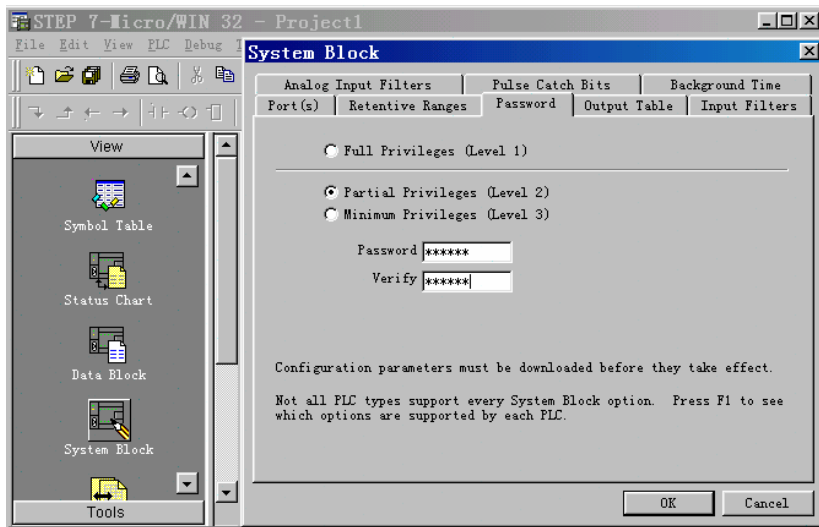 STEP 7-Micro/WIN 32 - Project1
File Edit View PLC Debug
System Block
Analog Input Filters Pulse Catch Bits Background Time
Port(s) Retentive Ranges Password Output Table Input Filters
View
Full Privileges (Level 1)
Partial Privileges (Level 2)
Symbol Table
Minimum Privileges (Level 3)
Password ******
Verify ******
Status Chart
Configuration parameters must be downloaded before they take effect.
Data Block
Not all PLC types support every System Block option. Press F1 to see
which options are supported by each PLC.
System Block
OK Cancel
Tools